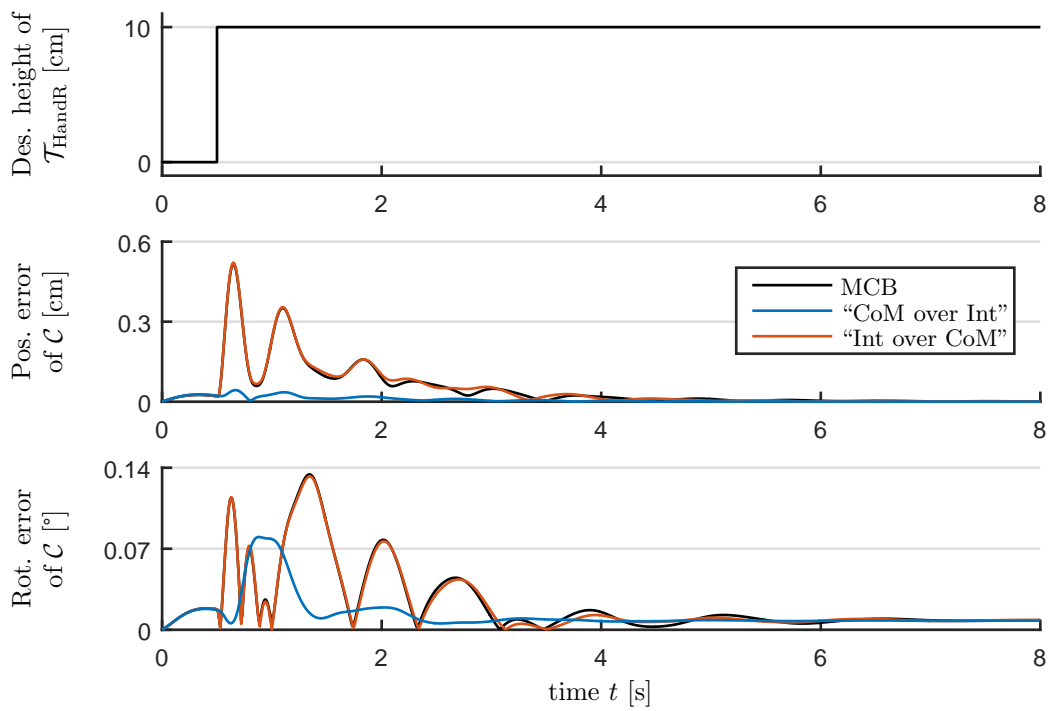 Des. height of
𝒯HandR [cm]
10
0
0 2 4 6 8
Pos. error
of 𝒞 [cm]
0.6
0.3
0
MCB
“CoM over Int”
“Int over CoM”
0 2 4 6 8
Rot. error
of 𝒞 [°]
0.14
0.07
0
0 2 4 6 8
time t [s]